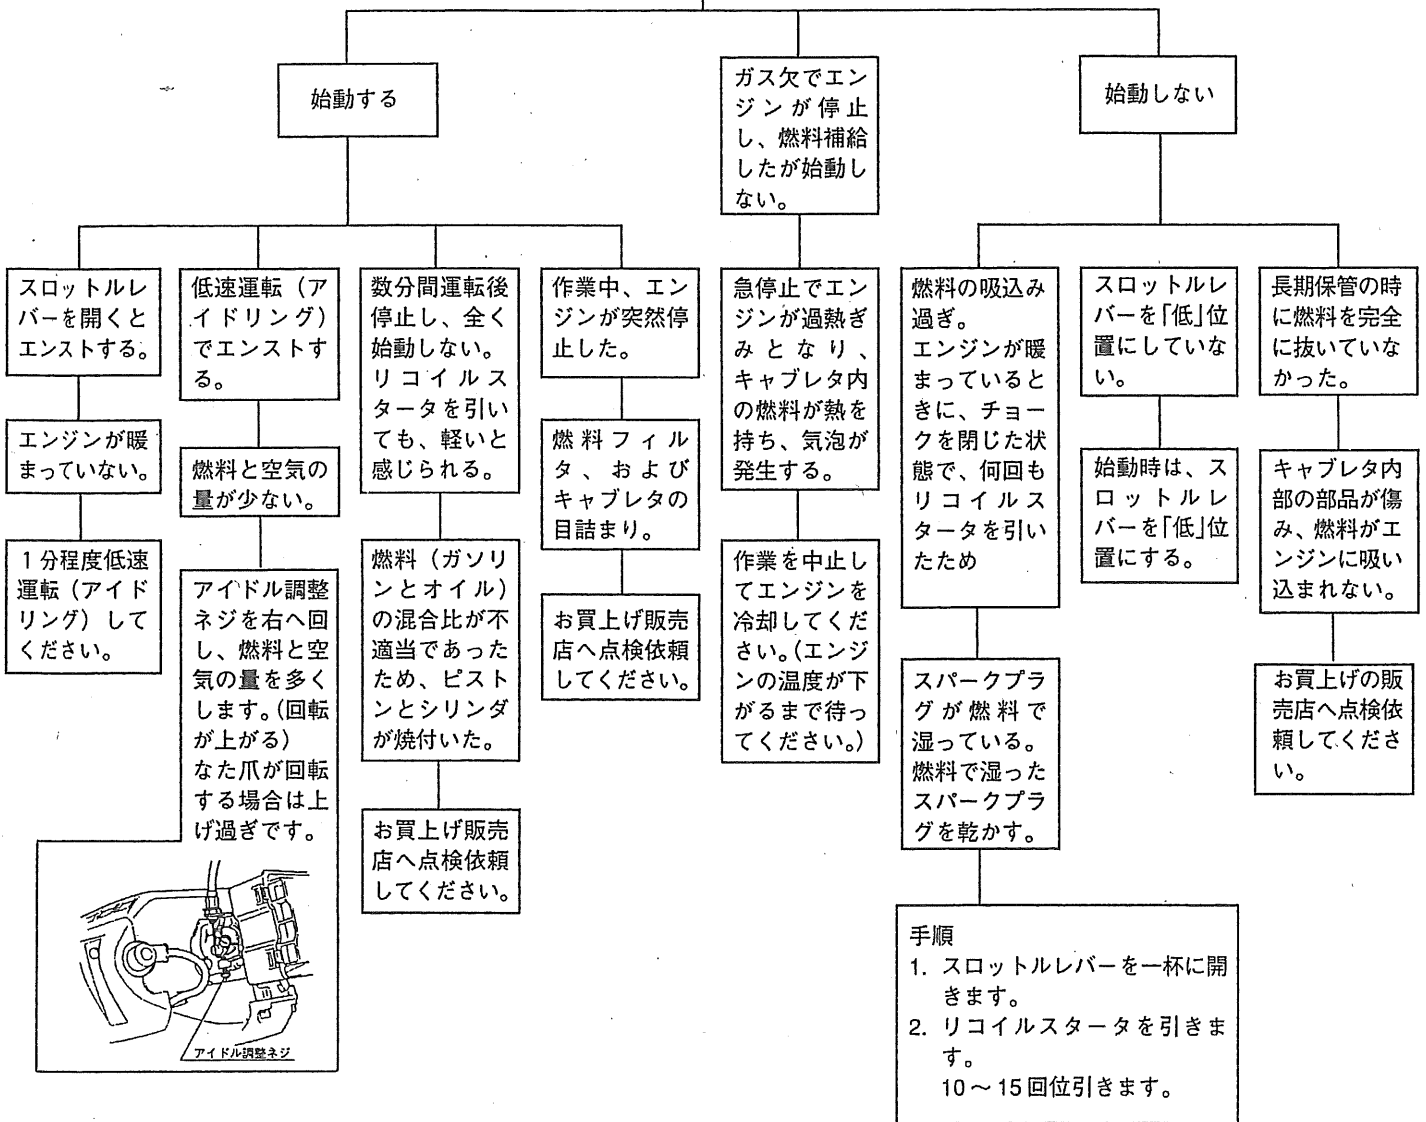 始動する
ガス欠でエン
ジンが停止
し、燃料補給
したが始動し
ない。
始動しない
スロットルレ
バーを開くと
エンストする。
エンジンが暖
まっていない。
1分程度低速
運転（アイド
リング）して
ください。
低速運転（ア
イドリング）
でエンストす
る。
燃料と空気の
量が少ない。
アイドル調整
ネジを右へ回
し、燃料と空
気の量を多く
します。（回転
が上がる）
なた爪が回転
する場合は上
げ過ぎです。
アイドル調整ネジ
数分間運転後
停止し、全く
始動しない。
リコイルス
タータを引い
ても、軽いと
感じられる。
燃料（ガソリ
ンとオイル）
の混合比が不
適当であった
ため、ピスト
ンとシリンダ
が焼付いた。
お買上げ販売
店へ点検依頼
してください。
作業中、エン
ジンが突然停
止した。
燃料フィル
タ、および
キャブレタの
目詰まり。
お買上げ販売
店へ点検依頼
してください。
急停止でエン
ジンが過熱ぎ
みとなり、
キャブレタ内
の燃料が熱を
持ち、気泡が
発生する。
作業を中止し
てエンジンを
冷却してくだ
さい。（エンジ
ンの温度が下
がるまで待っ
てください。）
燃料の吸込み
過ぎ。
エンジンが暖
まっていると
きに、チョー
クを閉じた状
態で、何回も
リコイルス
タータを引い
たため
スパークプラ
グが燃料で
湿っている。
燃料で湿った
スパークプラ
グを乾かす。
手順
1. スロットルレバーを一杯に開
きます。
2. リコイルスタータを引きま
す。
10～15回位引きます。
スロットルレ
バーを「低」位
置にしていな
い。
始動時は、ス
ロットルレ
バーを「低」位
置にする。
長期保管の時
に燃料を完全
に抜いていな
かった。
キャブレタ内
部の部品が傷
み、燃料がエ
ンジンに吸い
込まれない。
お買上げの販
売店へ点検依
頼してくださ
い。